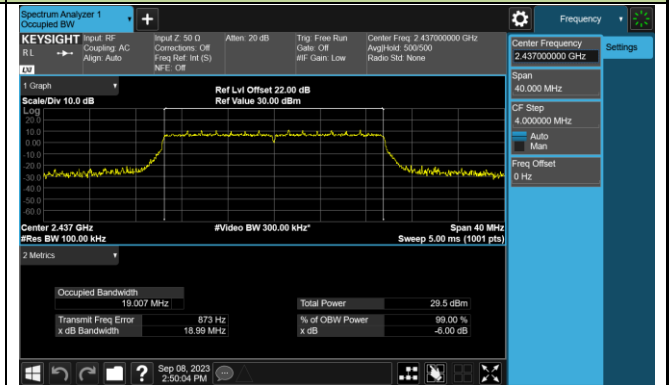 Spectrum Analyzer 1
Occupied BW
Frequency
KEYSIGHT
Input: RF
Coupling: AC
Align: Auto
Input Z: 50 Ω
Corrections: Off
Freq Ref: Int (S)
NFE: Off
Atten: 20 dB
Trig: Free Run
Gate: Off
#IF Gain: Low
Center Freq: 2.437000000 GHz
Avg|Hold: 500/500
Radio Std: None
RL
LXI
Center Frequency
2.437000000 GHz
Settings
Span
40.000 MHz
CF Step
4.000000 MHz
Auto
Man
Freq Offset
0 Hz
1 Graph
Scale/Div 10.0 dB
Ref Lvl Offset 22.00 dB
Ref Value 30.00 dBm
Log
20.0
10.0
0.00
-10.0
-20.0
-30.0
-40.0
-50.0
-60.0
Center 2.437 GHz
#Video BW 300.00 kHz*
Span 40 MHz
#Res BW 100.00 kHz
Sweep 5.00 ms (1001 pts)
2 Metrics
Occupied Bandwidth
19.007 MHz
Total Power 29.5 dBm
Transmit Freq Error 873 Hz
% of OBW Power 99.00 %
x dB Bandwidth 18.99 MHz
x dB -6.00 dB
Sep 08, 2023
2:50:04 PM